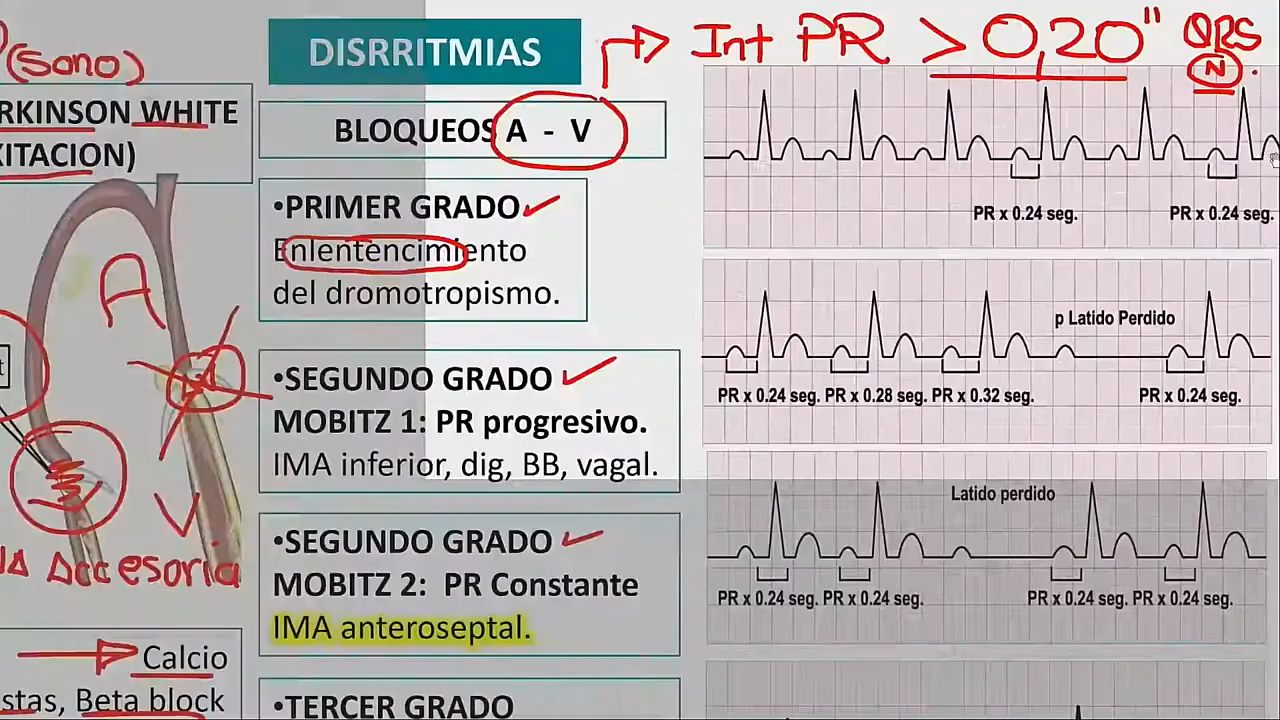 (sano)
RKINSON WHITE
XITACION)
A
V
Accesoria
Calcio
stas, Beta block
DISRRITMIAS
BLOQUEOS A - V
•PRIMER GRADO
Enlentencimiento
del dromotropismo.
•SEGUNDO GRADO
MOBITZ 1: PR progresivo.
IMA inferior, dig, BB, vagal.
•SEGUNDO GRADO
MOBITZ 2: PR Constante
IMA anteroseptal.
•TERCER GRADO
Int PR > 0,20" QRS
N
PR x 0.24 seg. PR x 0.24 seg.
p Latido Perdido
PR x 0.24 seg. PR x 0.28 seg. PR x 0.32 seg. PR x 0.24 seg.
Latido perdido
PR x 0.24 seg. PR x 0.24 seg. PR x 0.24 seg. PR x 0.24 seg.